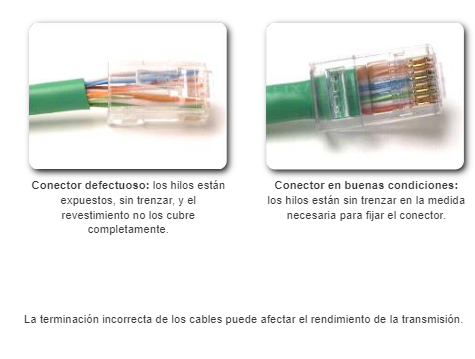 Conector defectuoso: los hilos están
expuestos, sin trenzar, y el
revestimiento no los cubre
completamente.
Conector en buenas condiciones:
los hilos están sin trenzar en la medida
necesaria para fijar el conector.
La terminación incorrecta de los cables puede afectar el rendimiento de la transmisión.